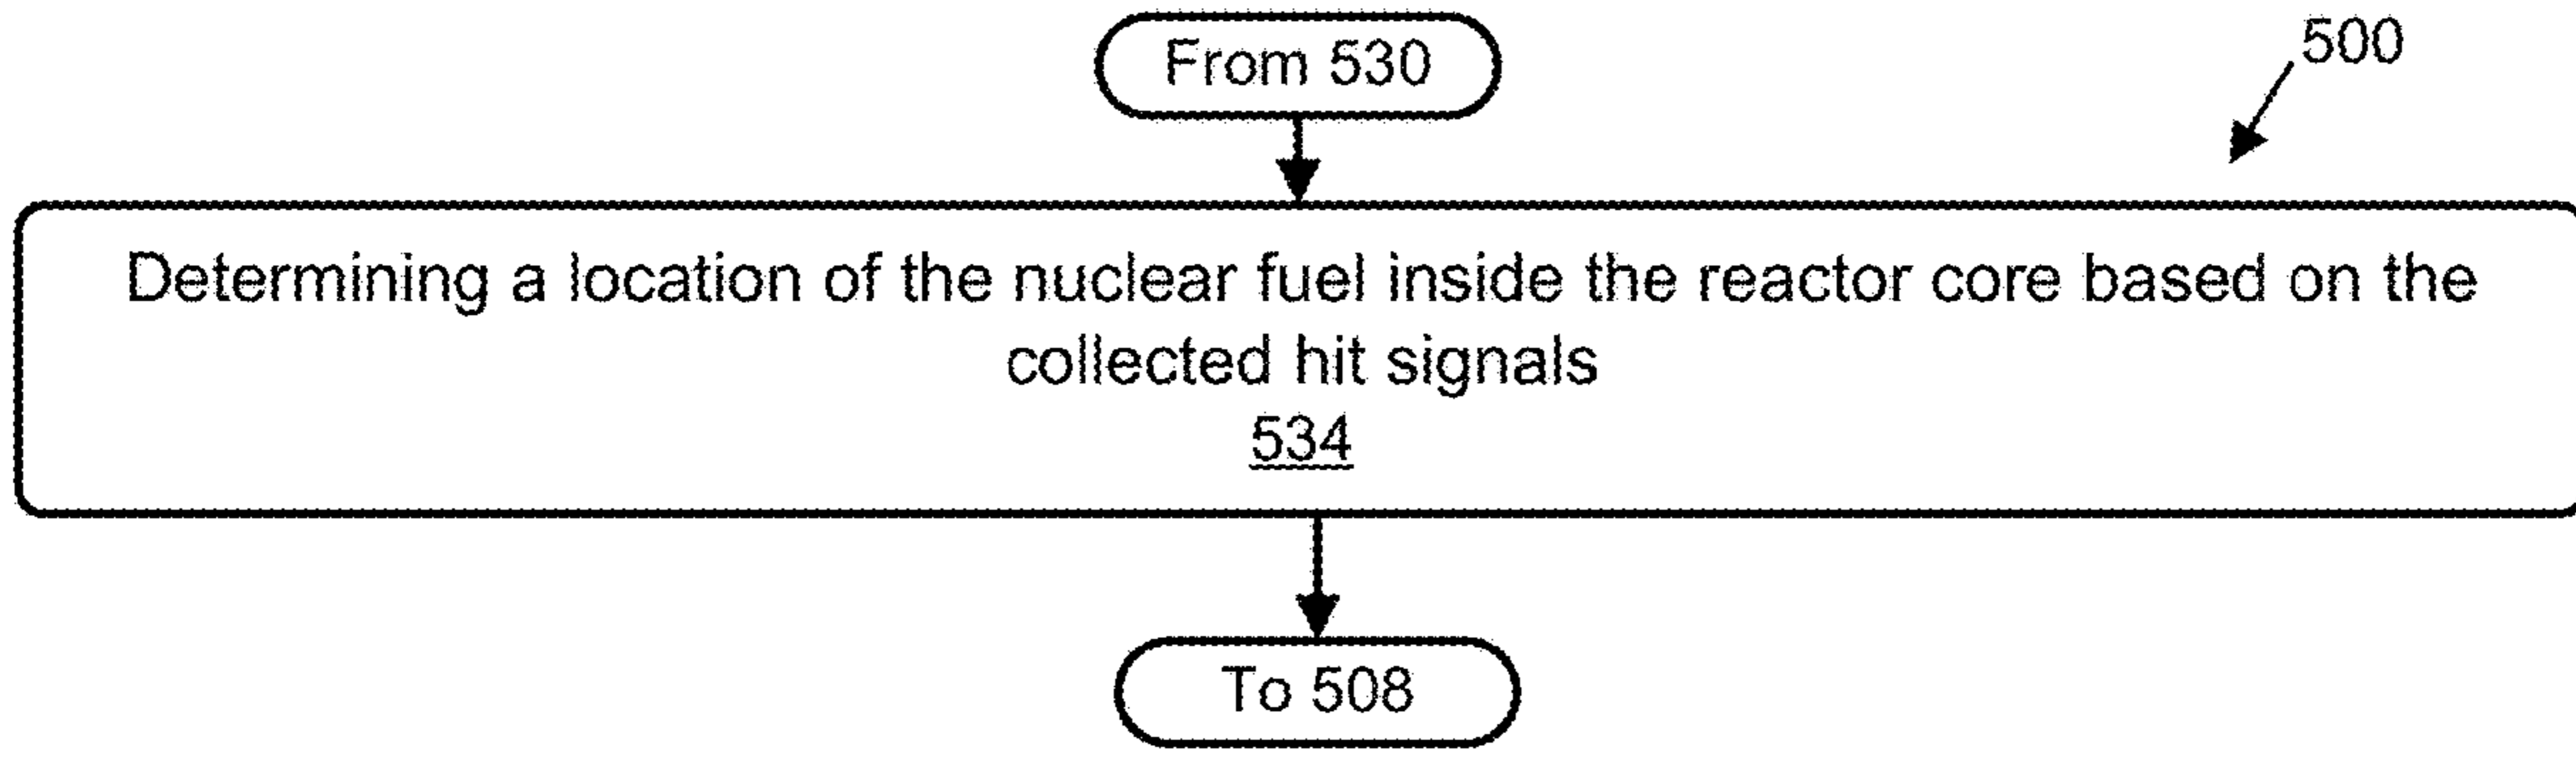 From 530
500
Determining a location of the nuclear fuel inside the reactor core based on the
collected hit signals
534
To 508